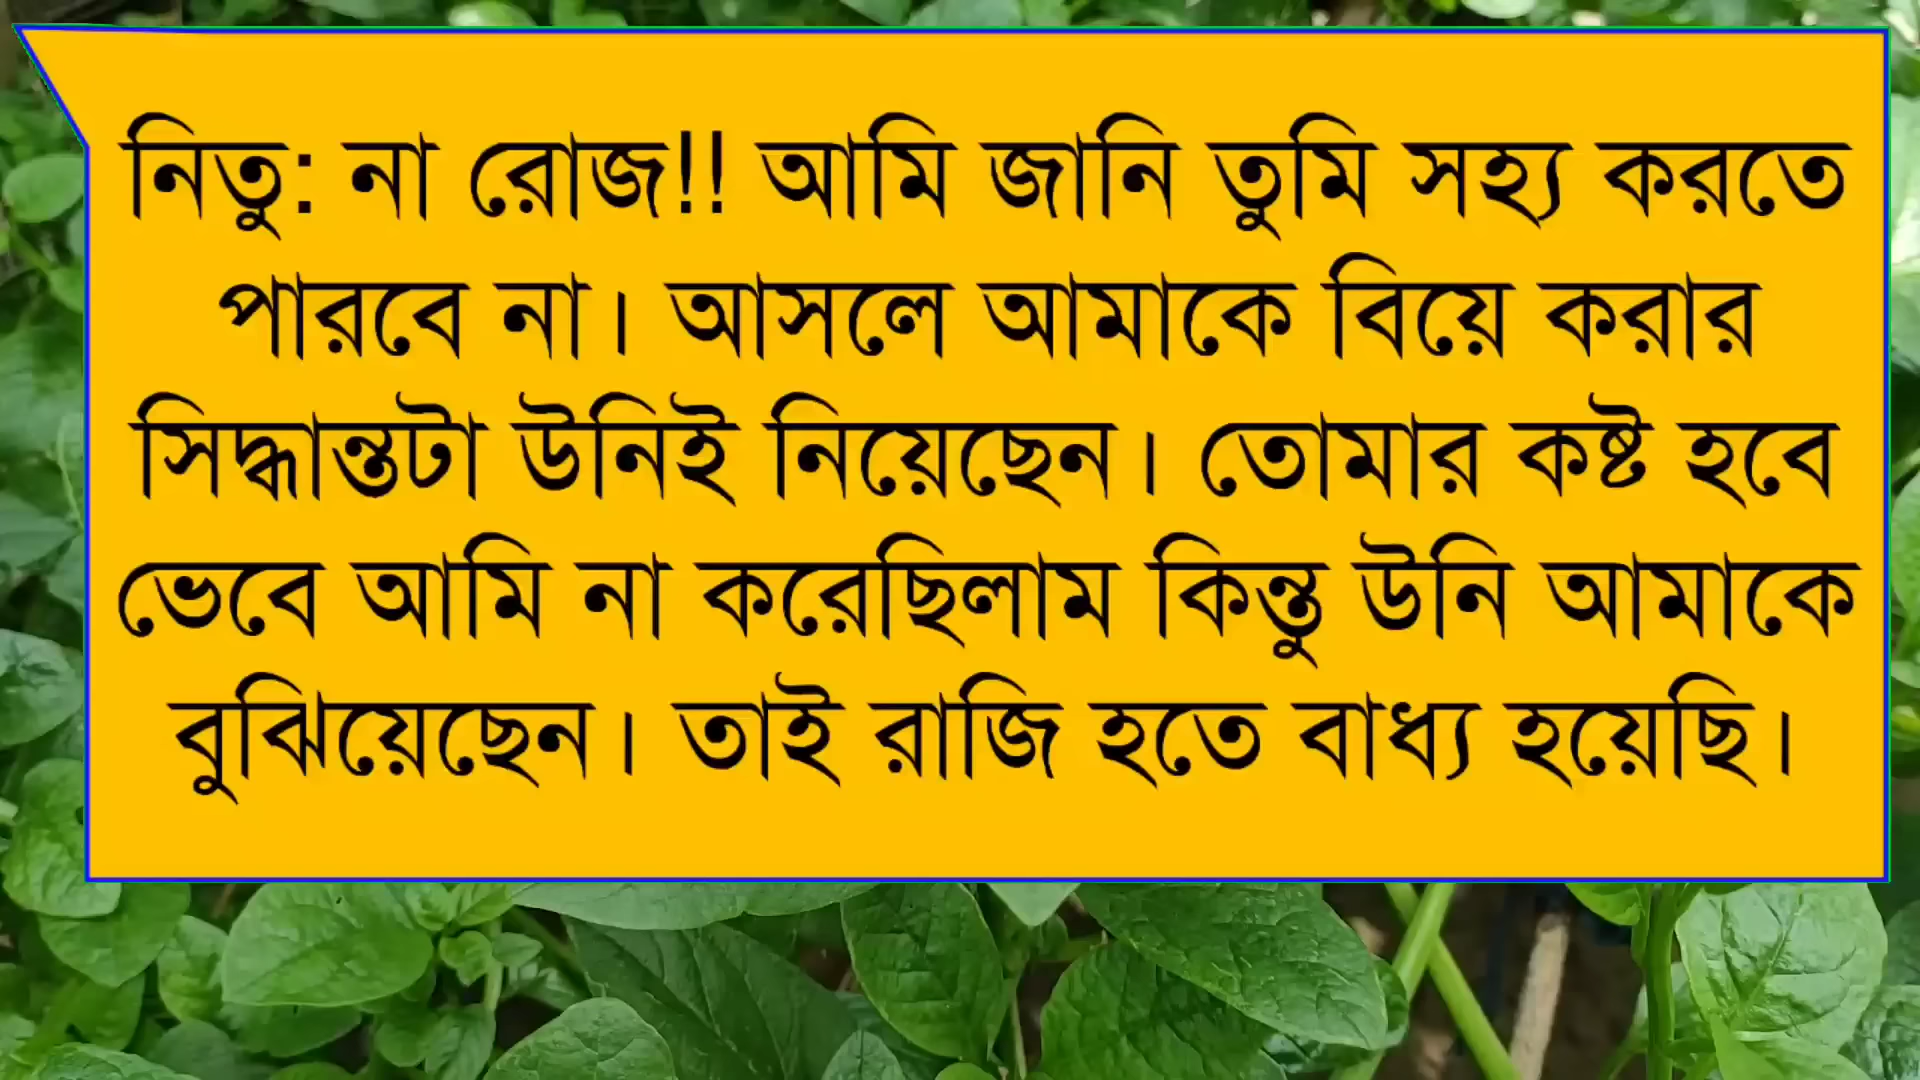 নিতু: না রোজ!! আমি জানি তুমি সহ্য করতে
পারবে না। আসলে আমাকে বিয়ে করার
সিদ্ধান্তটা উনিই নিয়েছেন। তোমার কষ্ট হবে
ভেবে আমি না করেছিলাম কিন্তু উনি আমাকে
বুঝিয়েছেন। তাই রাজি হতে বাধ্য হয়েছি।